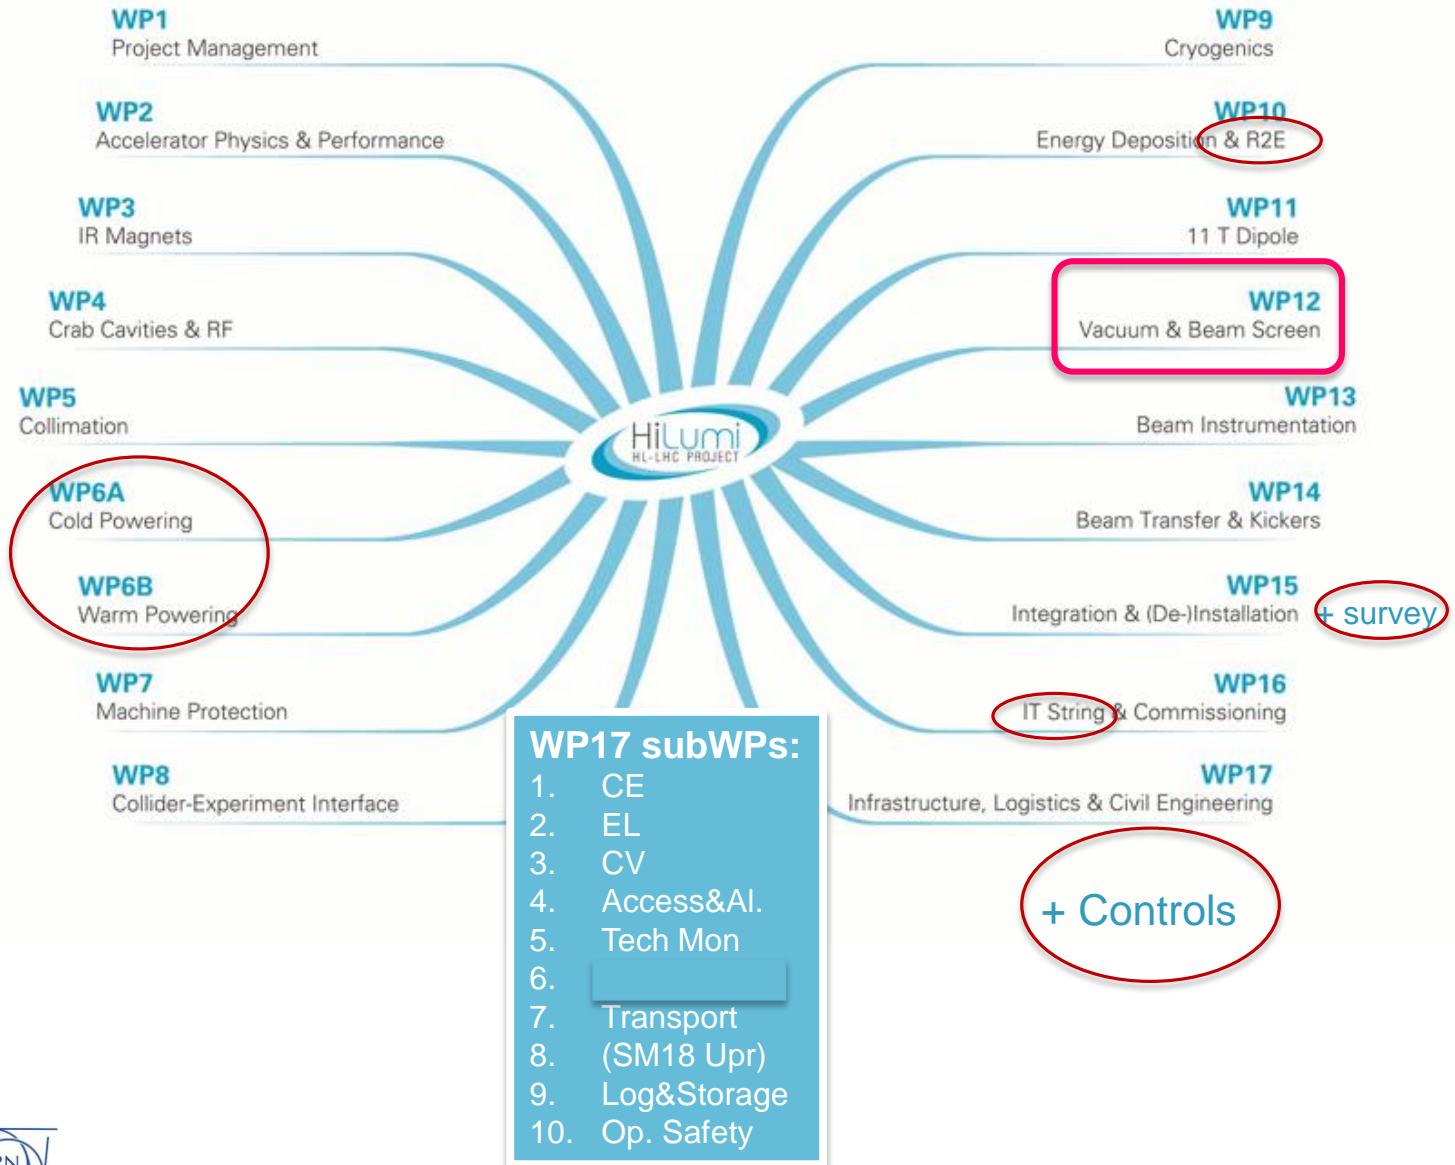 WP1
Project Management
WP2
Accelerator Physics & Performance
WP3
IR Magnets
WP4
Crab Cavities & RF
WP5
Collimation
WP6A
Cold Powering
WP6B
Warm Powering
WP7
Machine Protection
WP8
Collider-Experiment Interface
HiLumi
HL-LHC PROJECT
WP9
Cryogenics
WP10
Energy Deposition & R2E
WP11
11 T Dipole
WP12
Vacuum & Beam Screen
WP13
Beam Instrumentation
WP14
Beam Transfer & Kickers
WP15
Integration & (De-)Installation + survey
WP16
IT String & Commissioning
WP17
Infrastructure, Logistics & Civil Engineering
+ Controls
WP17 subWPs:
1. CE
2. EL
3. CV
4. Access&Al.
5. Tech Mon
6.
7. Transport
8. (SM18 Upr)
9. Log&Storage
10. Op. Safety